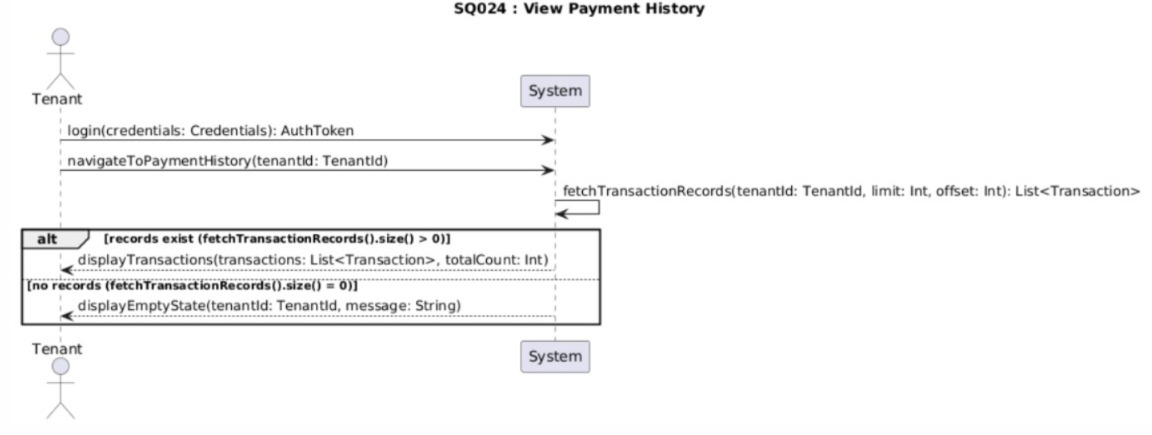 SQ024 : View Payment History
Tenant
System
login(credentials: Credentials): AuthToken
navigateToPaymentHistory(tenantId: TenantId)
fetchTransactionRecords(tenantId: TenantId, limit: Int, offset: Int): List<Transaction>
alt [records exist (fetchTransactionRecords().size() > 0)]
displayTransactions(transactions: List<Transaction>, totalCount: Int)
[no records (fetchTransactionRecords().size() = 0)]
displayEmptyState(tenantId: TenantId, message: String)
Tenant
System